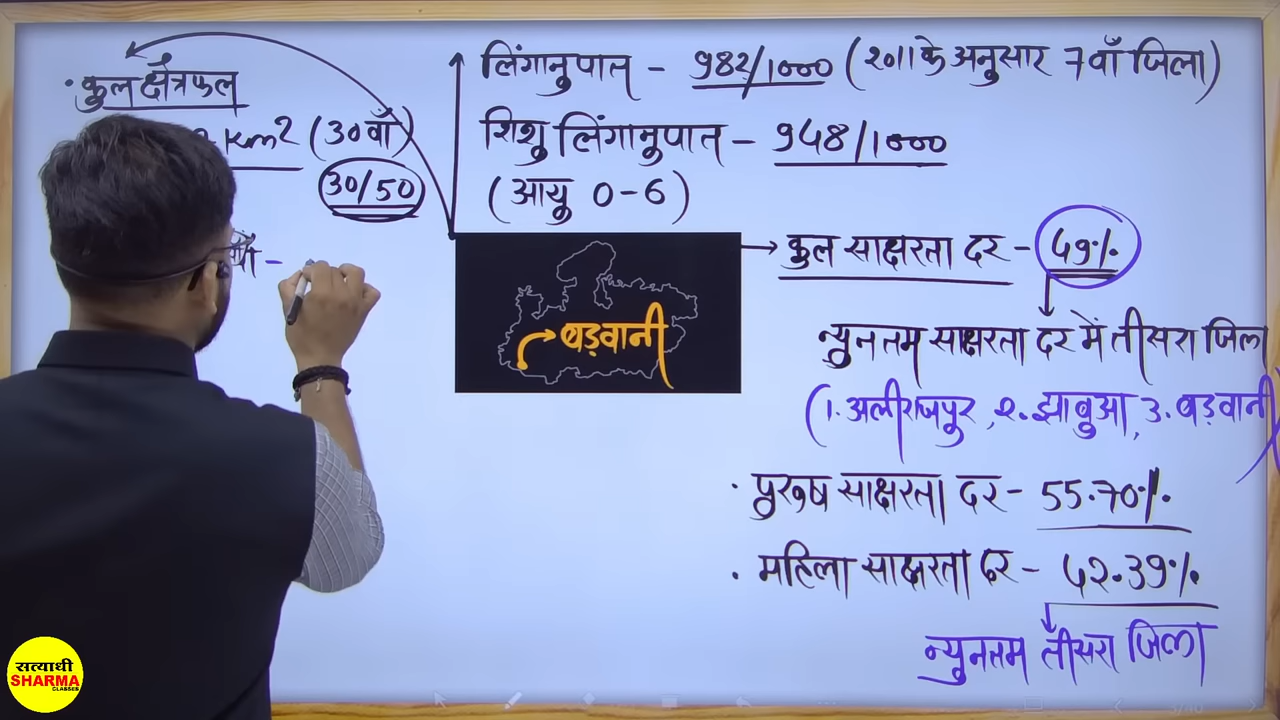 • कुल क्षेत्रफल
Km² (30वाँ)
30/50
लिंगानुपात - 982/1000 (2011 के अनुसार 7वाँ जिला)
शिशु लिंगानुपात - 948/1000
(आयु 0-6)
बड़वानी
कुल साक्षरता दर - 49%
न्युनतम साक्षरता दर में तीसरा जिला
(1. अलीराजपुर, 2. झाबुआ, 3. बड़वानी)
• पुरुष साक्षरता दर - 55.70%
• महिला साक्षरता दर - 42.39%
न्युनतम तीसरा जिला
सत्यार्थी
SHARMA
CLASSES